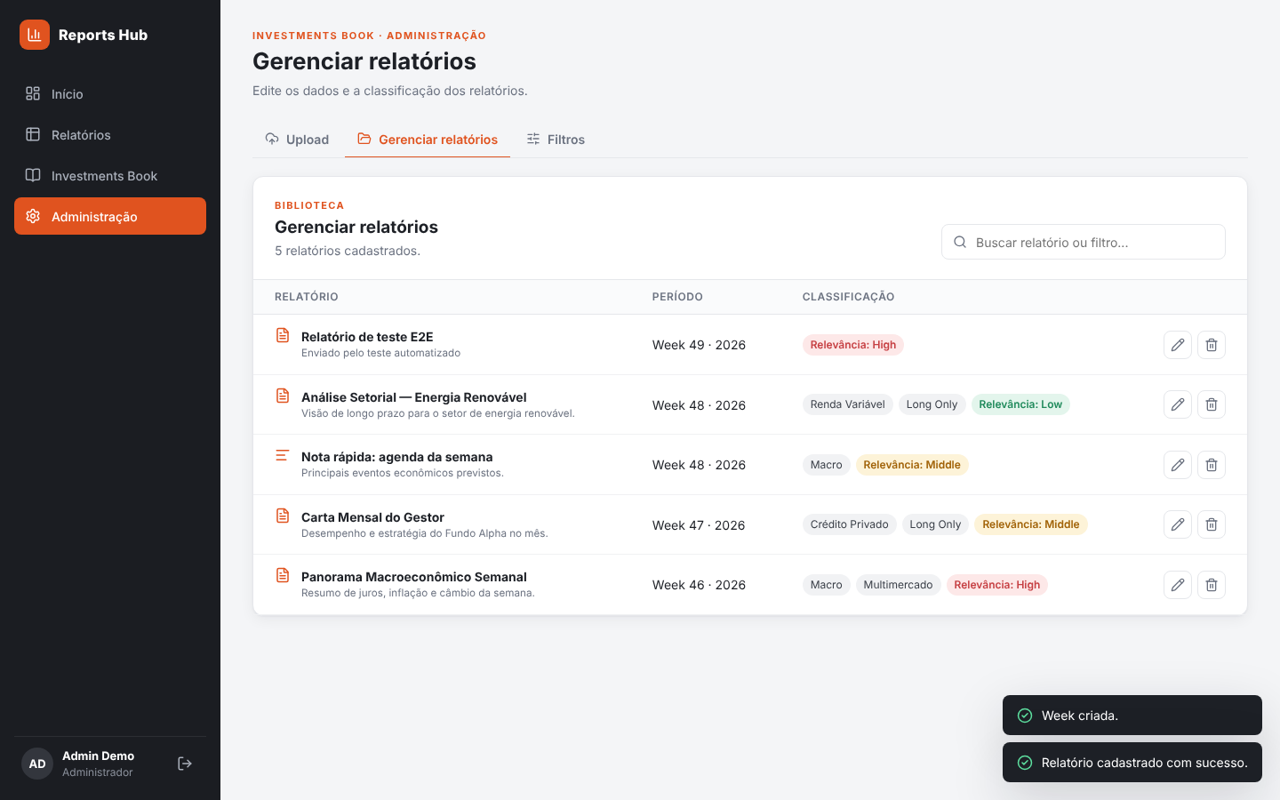 Reports Hub
Início
Relatórios
Investments Book
Administração
AD
Admin Demo
Administrador
INVESTMENTS BOOK · ADMINISTRAÇÃO
Gerenciar relatórios
Edite os dados e a classificação dos relatórios.
Upload
Gerenciar relatórios
Filtros
BIBLIOTECA
Gerenciar relatórios
5 relatórios cadastrados.
Buscar relatório ou filtro...
RELATÓRIO PERÍODO CLASSIFICAÇÃO
Relatório de teste E2E
Enviado pelo teste automatizado
Week 49 · 2026
Relevância: High
Análise Setorial — Energia Renovável
Visão de longo prazo para o setor de energia renovável.
Week 48 · 2026
Renda Variável Long Only Relevância: Low
Nota rápida: agenda da semana
Principais eventos econômicos previstos.
Week 48 · 2026
Macro Relevância: Middle
Carta Mensal do Gestor
Desempenho e estratégia do Fundo Alpha no mês.
Week 47 · 2026
Crédito Privado Long Only Relevância: Middle
Panorama Macroeconômico Semanal
Resumo de juros, inflação e câmbio da semana.
Week 46 · 2026
Macro Multimercado Relevância: High
Week criada.
Relatório cadastrado com sucesso.